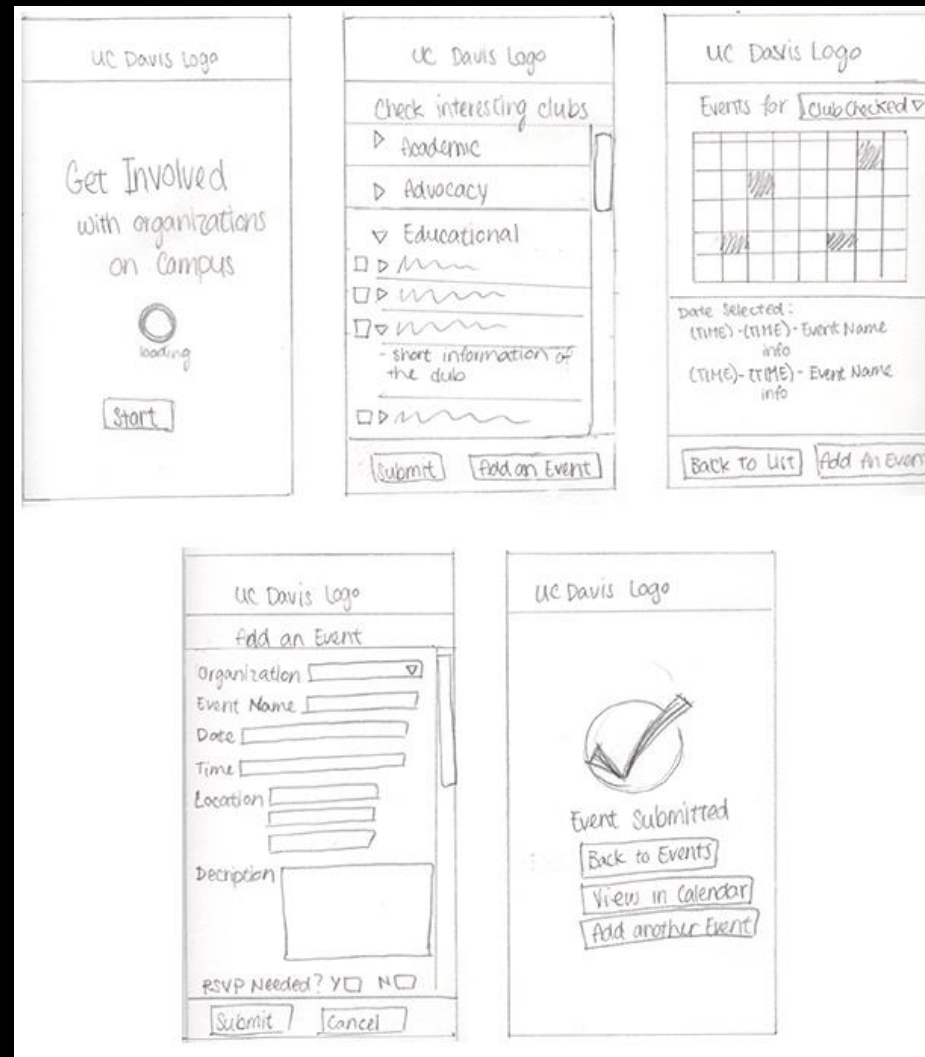 UC Davis Logo
Get Involved
with organizations
on Campus
loading
Start
UC Davis Logo
Check interesting clubs
Academic
Advocacy
Educational
- short information of
the club
Submit
Add an Event
UC Dasvis Logo
Events for Club Checked
Date Selected:
(TIME) - (TIME) - Event Name
info
(TIME) - (TIME) - Event Name
info
Back to List
Add An Event
UC Davis Logo
Add an Event
Organization
Event Name
Date
Time
Location
Decription
RSVP Needed? Y N
Submit
Cancel
UC Davis Logo
Event Submitted
Back to Events
View in Calendar
Add another Event